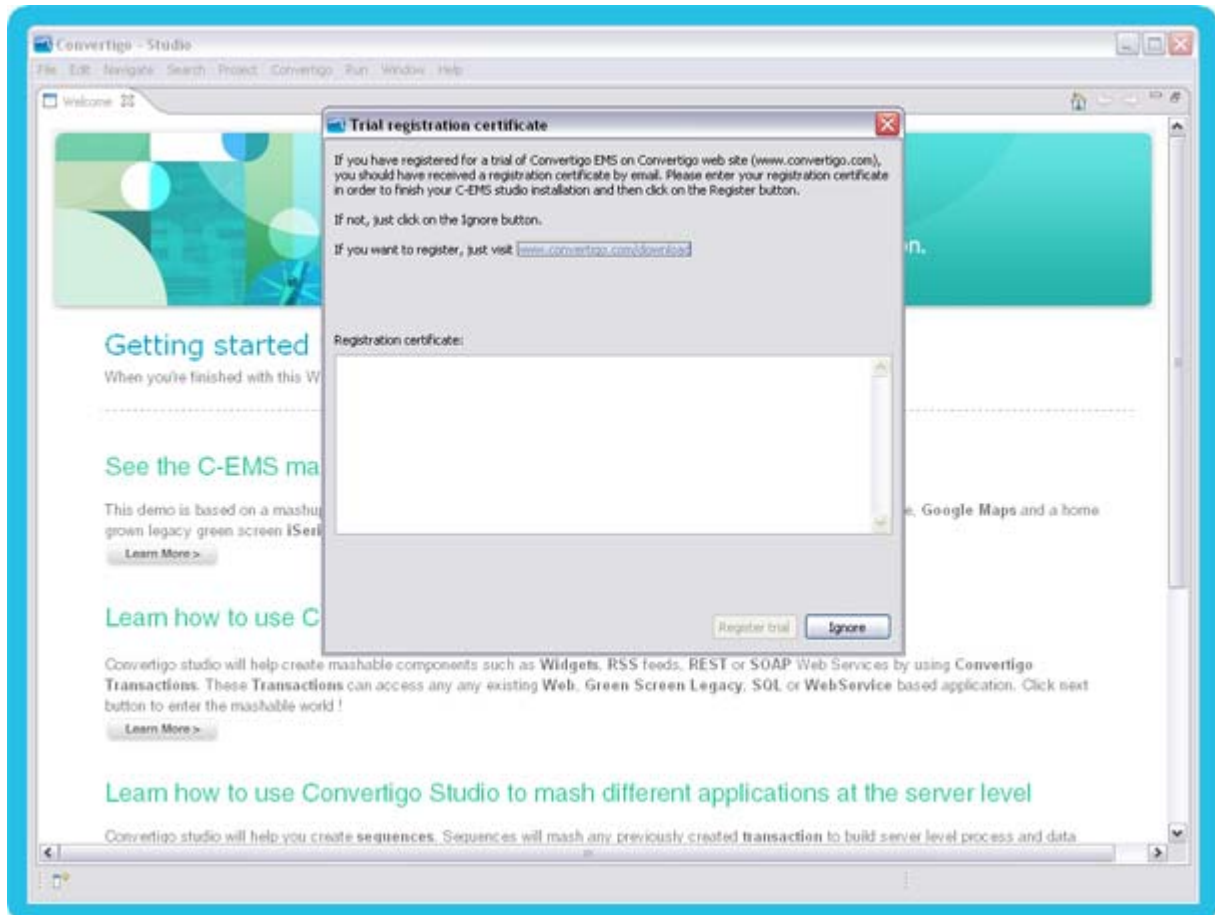 Convertigo - Studio
File Edit Navigate Search Project Convertigo Run Window Help
Welcome
Trial registration certificate
If you have registered for a trial of Convertigo EMS on Convertigo web site (www.convertigo.com),
you should have received a registration certificate by email. Please enter your registration certificate
in order to finish your C-EMS studio installation and then click on the Register button.
If not, just click on the Ignore button.
If you want to register, just visit www.convertigo.com/download
on.
Registration certificate:
Getting started
When you're finished with this W
See the C-EMS ma
This demo is based on a mashup
e, Google Maps and a home
grown legacy green screen iSeri
Learn More >
Register trial Ignore
Learn how to use C
Convertigo studio will help create mashable components such as Widgets, RSS feeds, REST or SOAP Web Services by using Convertigo
Transactions. These Transactions can access any any existing Web, Green Screen Legacy, SQL or WebService based application. Click next
button to enter the mashable world !
Learn More >
Learn how to use Convertigo Studio to mash different applications at the server level
Convertigo studio will help you create sequences. Sequences will mash any previously created transaction to build server level process and data